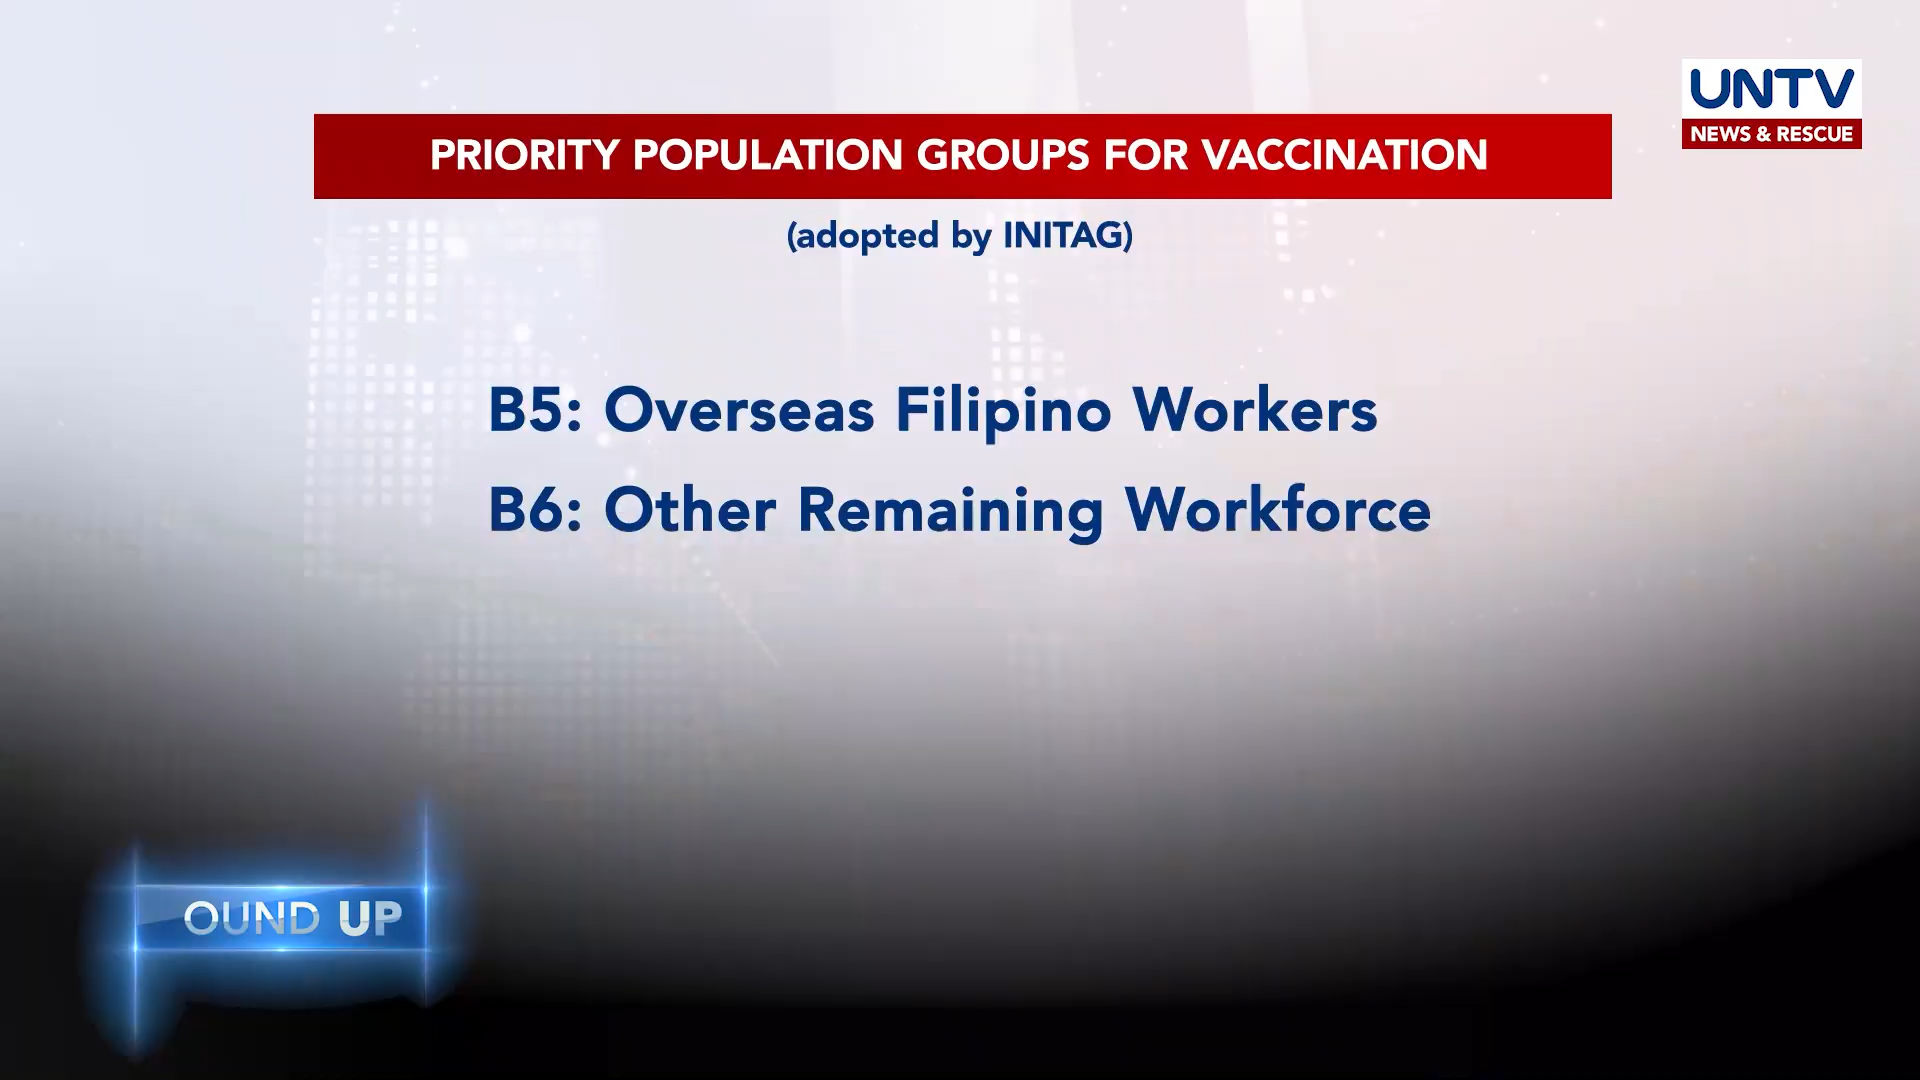 UNTV
NEWS & RESCUE
PRIORITY POPULATION GROUPS FOR VACCINATION
(adopted by INITAG)
B5: Overseas Filipino Workers
B6: Other Remaining Workforce
OUND UP